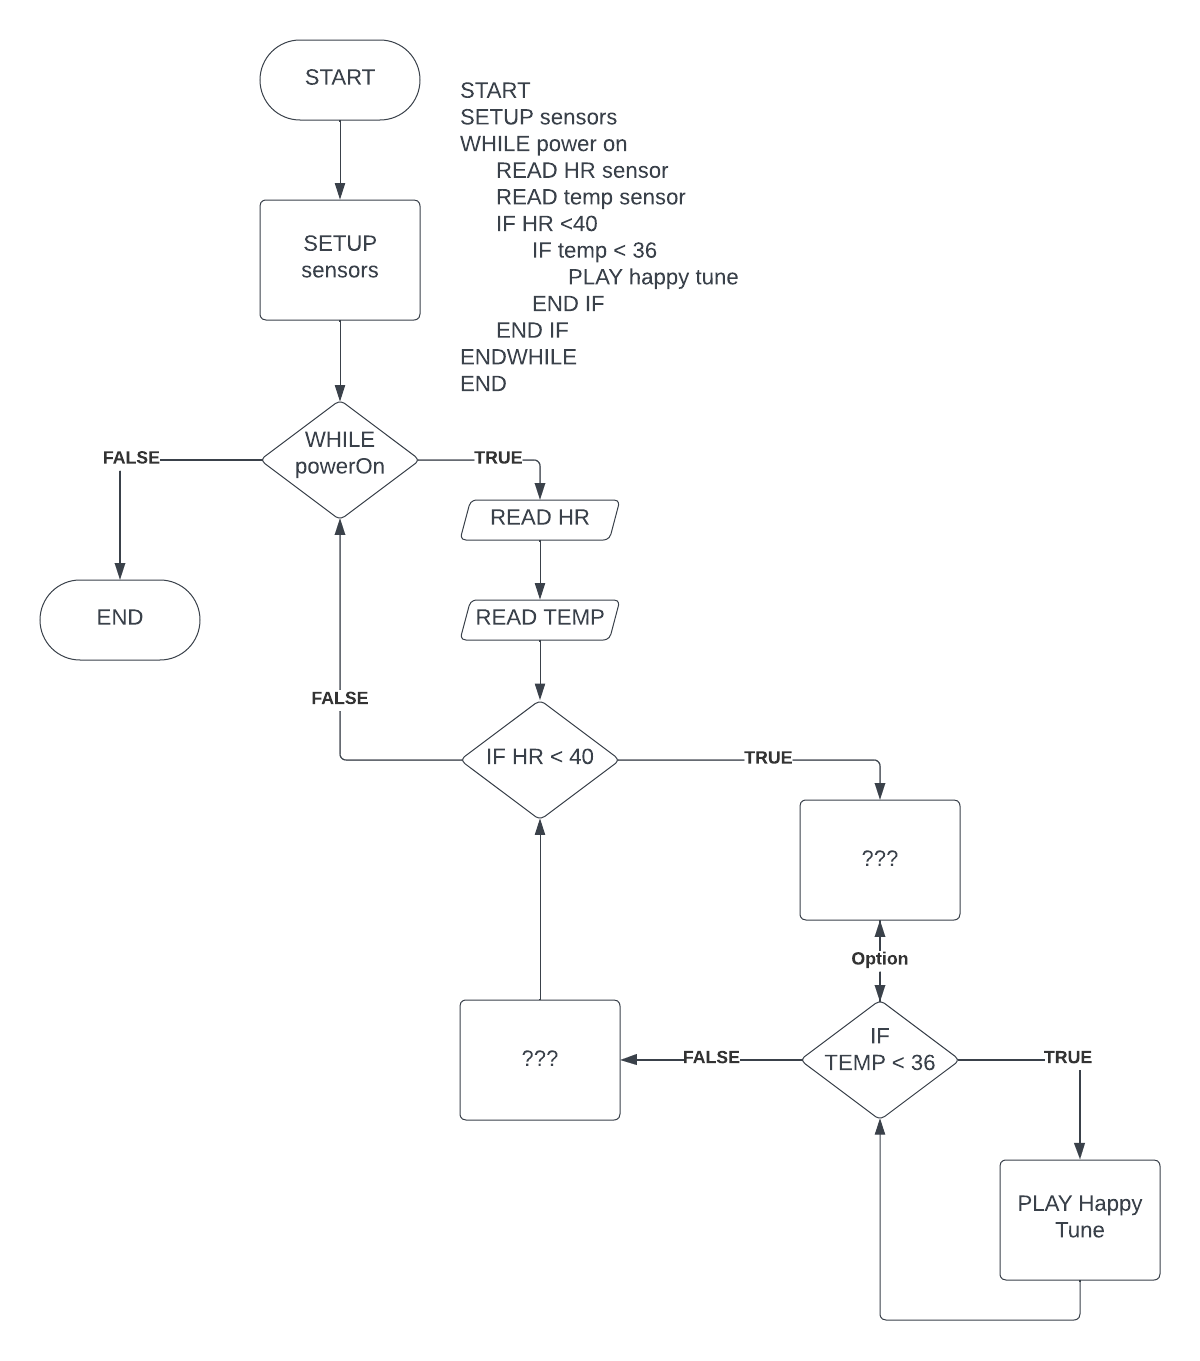 START
START
SETUP sensors
WHILE power on
READ HR sensor
READ temp sensor
IF HR <40
IF temp < 36
PLAY happy tune
END IF
END IF
ENDWHILE
END
SETUP
sensors
WHILE
powerOn
FALSE
TRUE
READ HR
END
READ TEMP
FALSE
IF HR < 40
TRUE
???
Option
IF
TEMP < 36
FALSE
???
TRUE
PLAY Happy
Tune